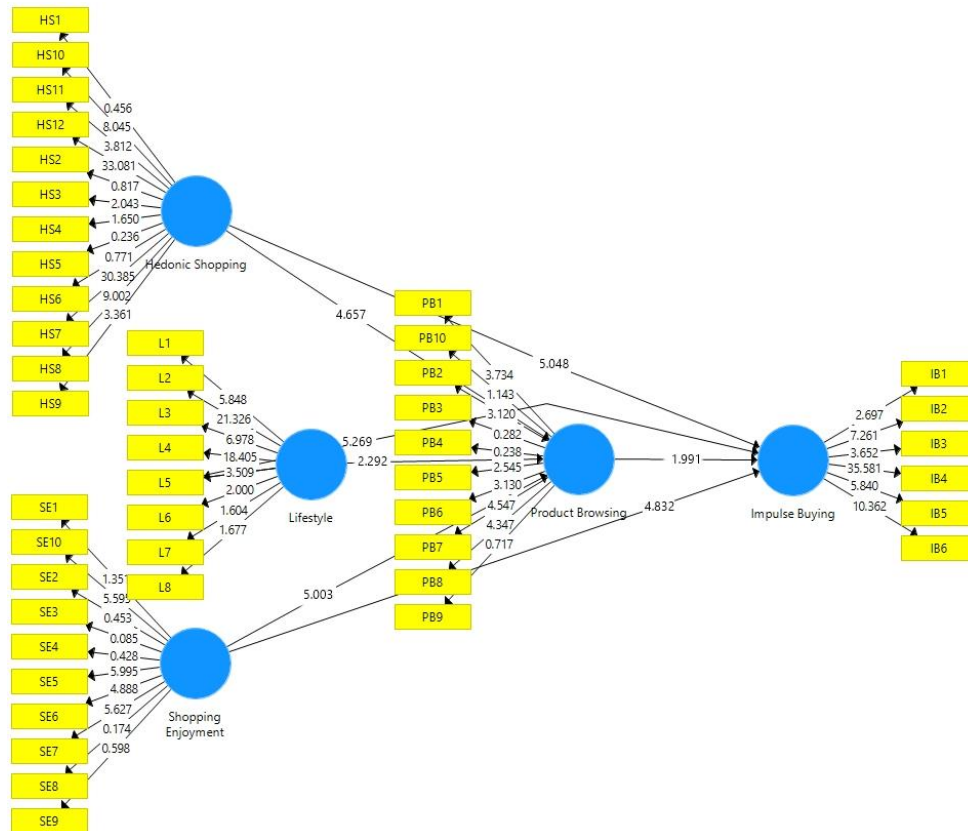 HS1
HS10
HS11
HS12
HS2
HS3
HS4
HS5
HS6
HS7
HS8
HS9
0.456
8.045
3.812
33.081
0.817
2.043
1.650
0.236
0.771
30.385
9.002
3.361
Hedonic Shopping
4.657
5.048
L1
L2
L3
L4
L5
L6
L7
L8
5.848
21.326
6.978
18.405
3.509
2.000
1.604
1.677
Lifestyle
5.269
2.292
PB1
PB10
PB2
PB3
PB4
PB5
PB6
PB7
PB8
PB9
3.734
1.143
3.120
0.282
0.238
2.545
3.130
4.547
4.347
0.717
Product Browsing
1.991
4.832
IB1
IB2
IB3
IB4
IB5
IB6
2.697
7.261
3.652
35.581
5.840
10.362
Impulse Buying
SE1
SE10
SE2
SE3
SE4
SE5
SE6
SE7
SE8
SE9
1.351
5.595
0.453
0.085
0.428
5.995
4.888
5.627
0.174
0.598
Shopping
Enjoyment
5.003